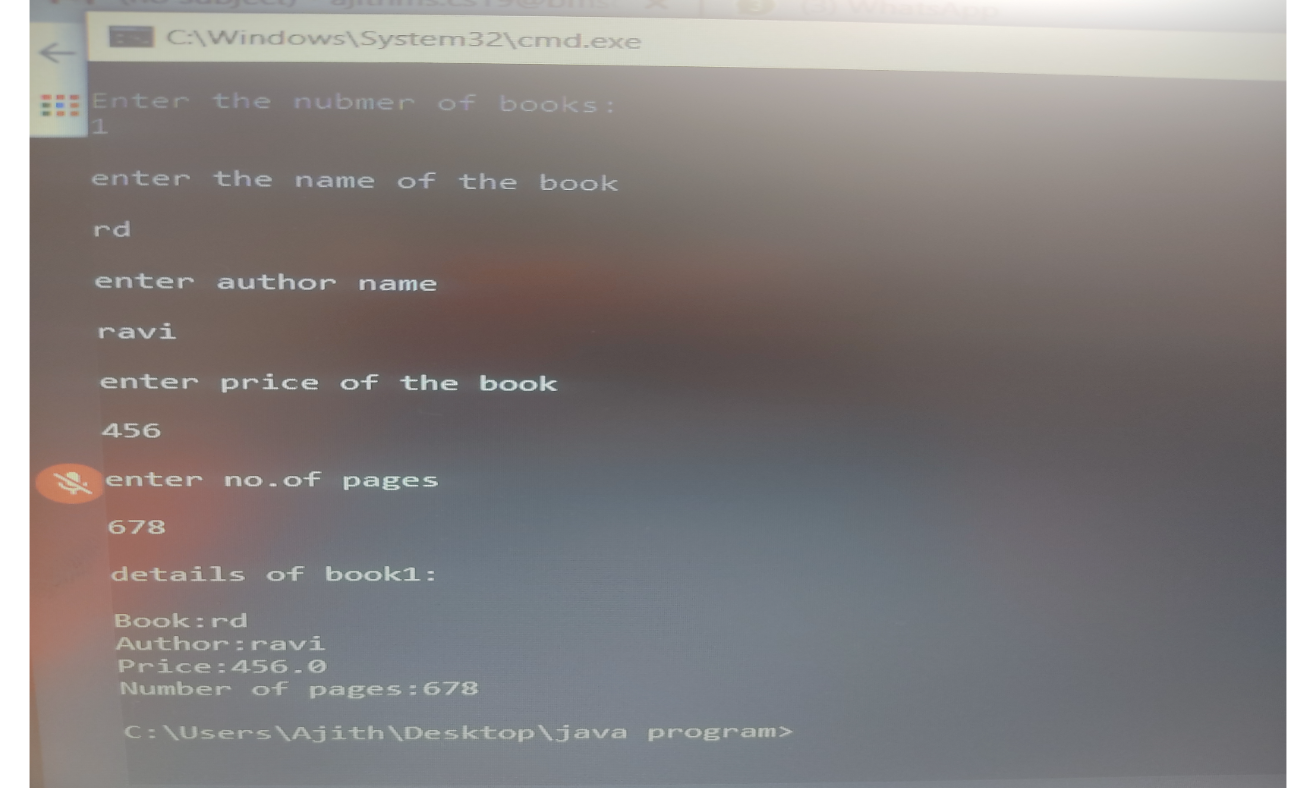 C:\Windows\System32\cmd.exe
Enter the nubmer of books:
1
enter the name of the book
rd
enter author name
ravi
enter price of the book
456
enter no.of pages
678
details of book1:
Book:rd
Author:ravi
Price:456.0
Number of pages:678
C:\Users\Ajith\Desktop\java program>